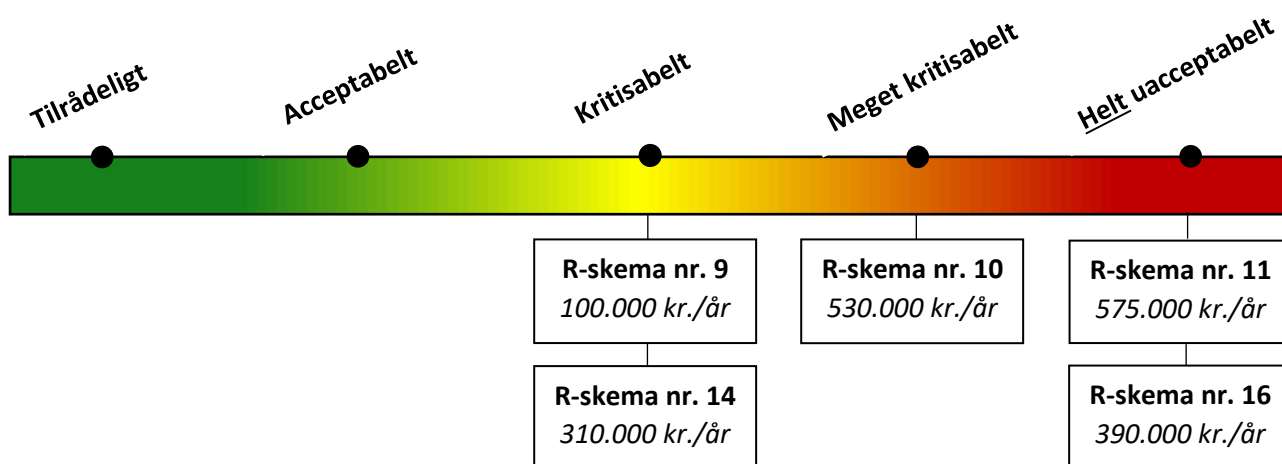 Tilrådeligt
Acceptabelt
Kritisabelt
Meget kritisabelt
Helt uacceptabelt
R-skema nr. 9
100.000 kr./år
R-skema nr. 10
530.000 kr./år
R-skema nr. 11
575.000 kr./år
R-skema nr. 14
310.000 kr./år
R-skema nr. 16
390.000 kr./år